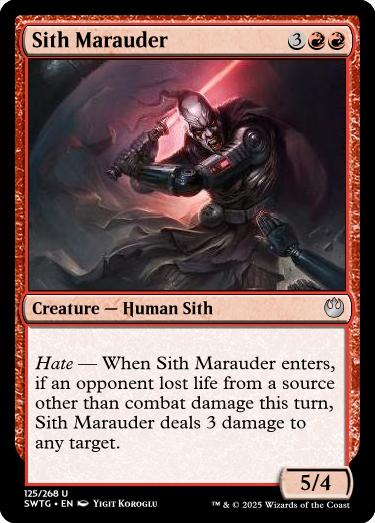 Sith Marauder 3
Creature — Human Sith
Hate — When Sith Marauder enters,
if an opponent lost life from a source
other than combat damage this turn,
Sith Marauder deals 3 damage to
any target.
5/4
125/268 U
SWTG • EN Yigit Koroglu
™ & © 2025 Wizards of the Coast